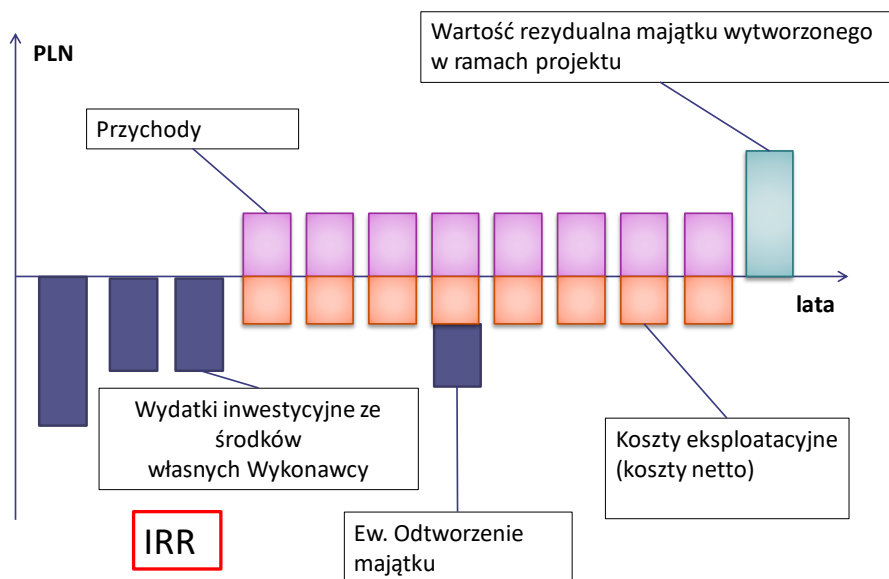 PLN
Wartość rezydualna majątku wytworzonego
w ramach projektu
Przychody
lata
Wydatki inwestycyjne ze
środków
własnych Wykonawcy
Koszty eksploatacyjne
(koszty netto)
IRR
Ew. Odtworzenie
majątku